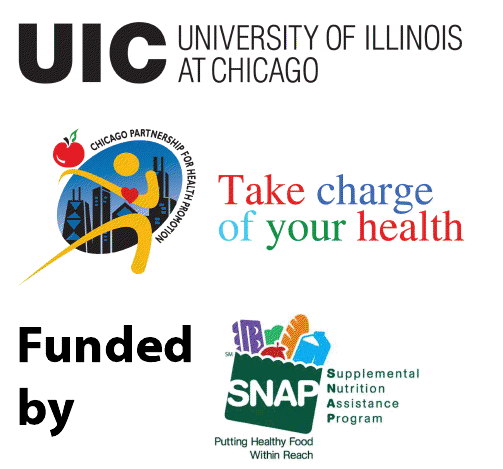 UIC UNIVERSITY OF ILLINOIS
AT CHICAGO
CHICAGO PARTNERSHIP FOR HEALTH PROMOTION
Take charge
of your health
Funded
by
SM
SNAP
Supplemental
Nutrition
Assistance
Program
Putting Healthy Food
Within Reach